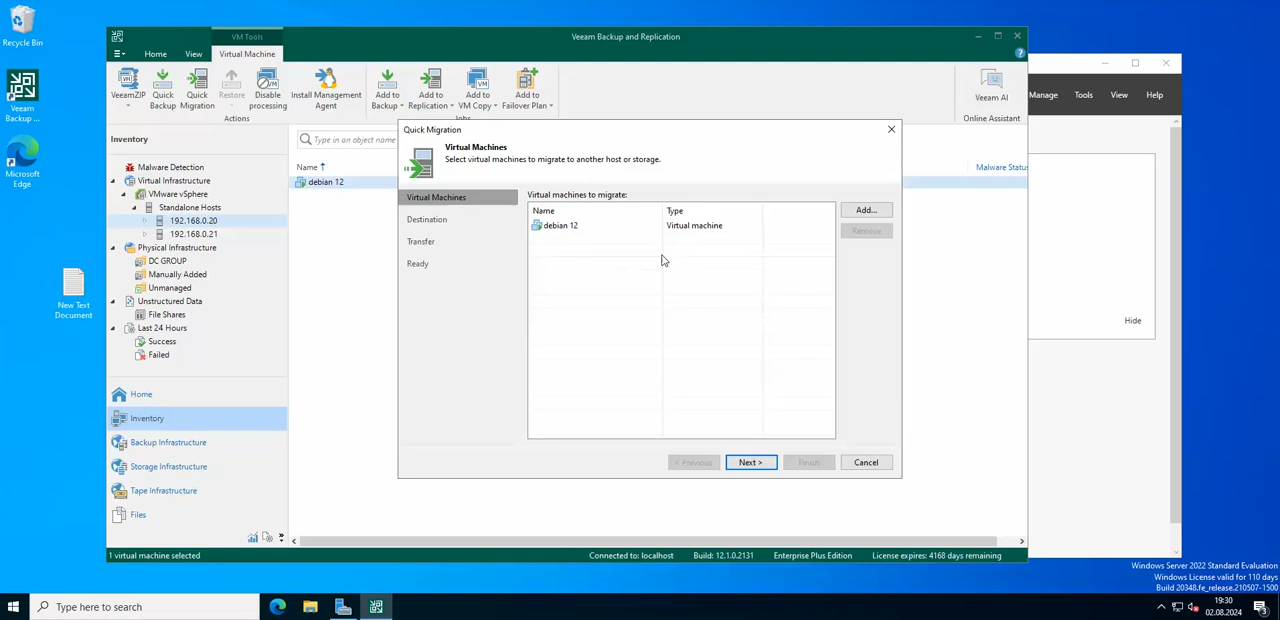 Recycle Bin
Veeam
Backup ...
Microsoft
Edge
New Text
Document
VM Tools
Veeam Backup and Replication
Home
View
Virtual Machine
VeeamZIP
Quick
Backup
Quick
Migration
Restore
Disable
processing
Install Management
Agent
Add to
Backup
Add to
Replication
Add to
VM Copy
Add to
Failover Plan
Veeam AI
Actions
Jobs
Online Assistant
Manage
Tools
View
Help
Hide
Inventory
Type in an object name
Malware Detection
Virtual Infrastructure
VMware vSphere
Standalone Hosts
192.168.0.20
192.168.0.21
Physical Infrastructure
DC GROUP
Manually Added
Unmanaged
Unstructured Data
File Shares
Last 24 Hours
Success
Failed
Home
Inventory
Backup Infrastructure
Storage Infrastructure
Tape Infrastructure
Files
Name
debian 12
Malware Status
Quick Migration
Virtual Machines
Select virtual machines to migrate to another host or storage.
Virtual Machines
Destination
Transfer
Ready
Virtual machines to migrate:
Name Type
debian 12 Virtual machine
Add...
Remove
< Previous
Next >
Finish
Cancel
1 virtual machine selected
Connected to: localhost
Build: 12.1.0.2131
Enterprise Plus Edition
License expires: 4168 days remaining
Windows Server 2022 Standard Evaluation
Windows License valid for 110 days
Build 20348.fe_release.210507-1500
Type here to search
19:30
02.08.2024
3